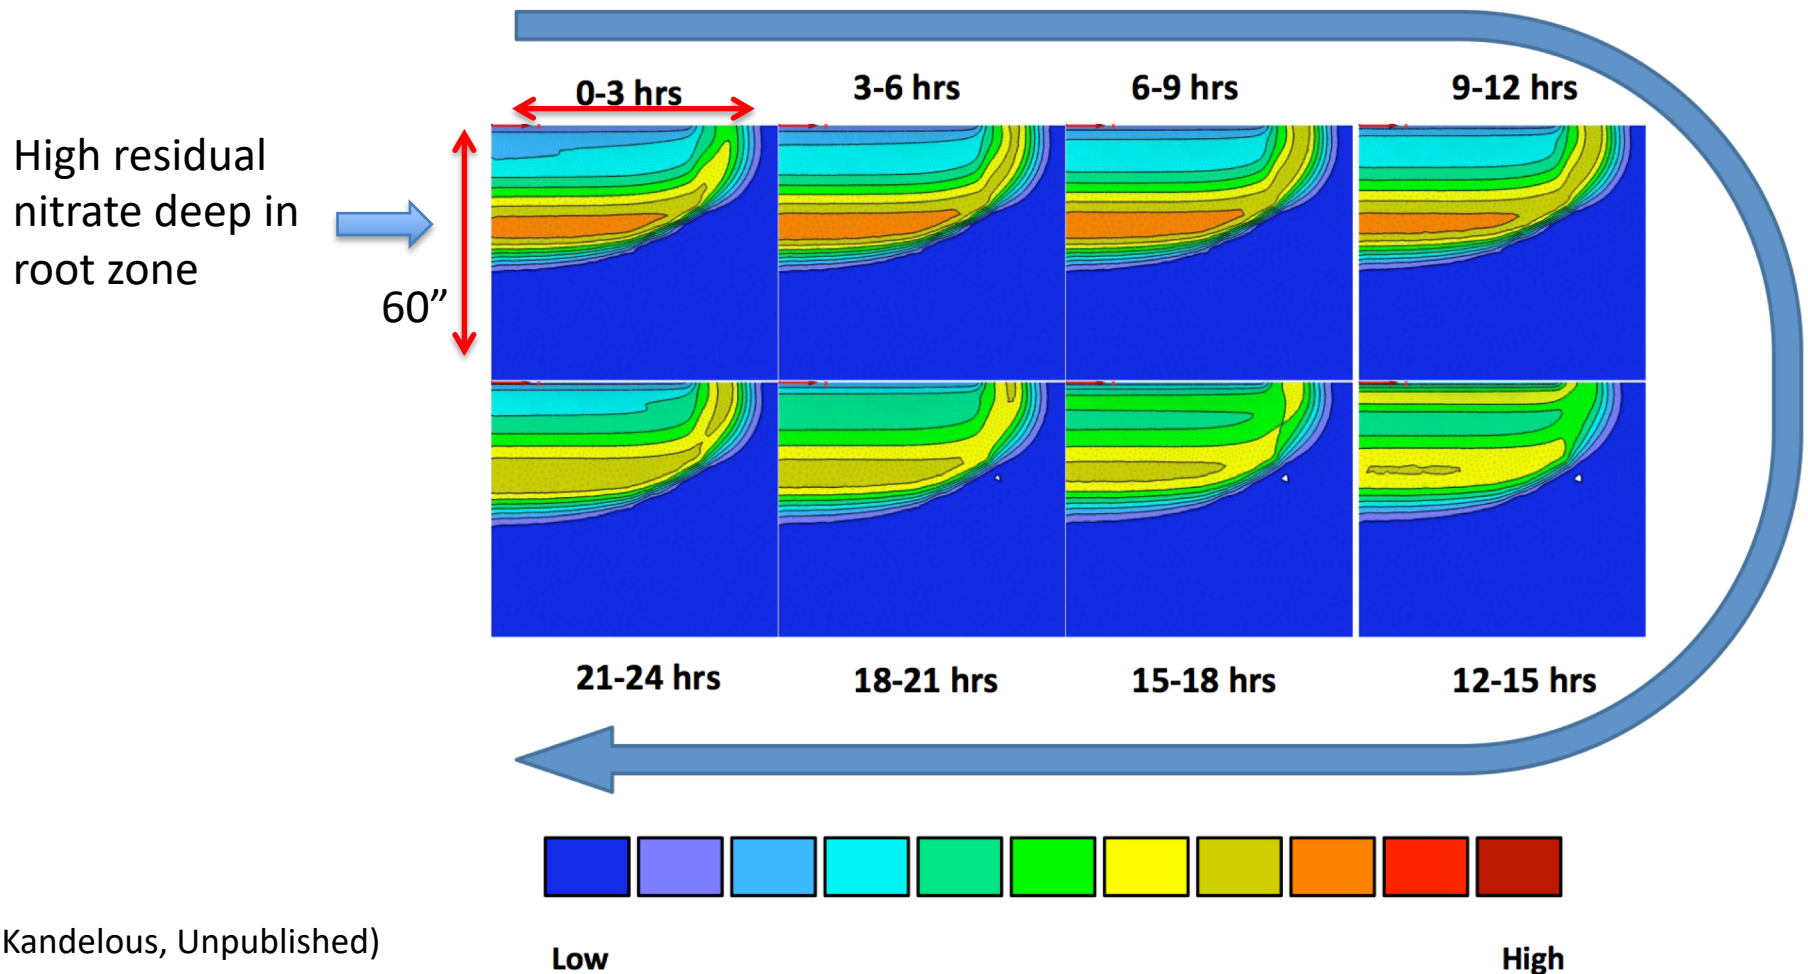 0-3 hrs
3-6 hrs
6-9 hrs
9-12 hrs
High residual
nitrate deep in
root zone
60”
21-24 hrs
18-21 hrs
15-18 hrs
12-15 hrs
Kandelous, Unpublished)
Low
High